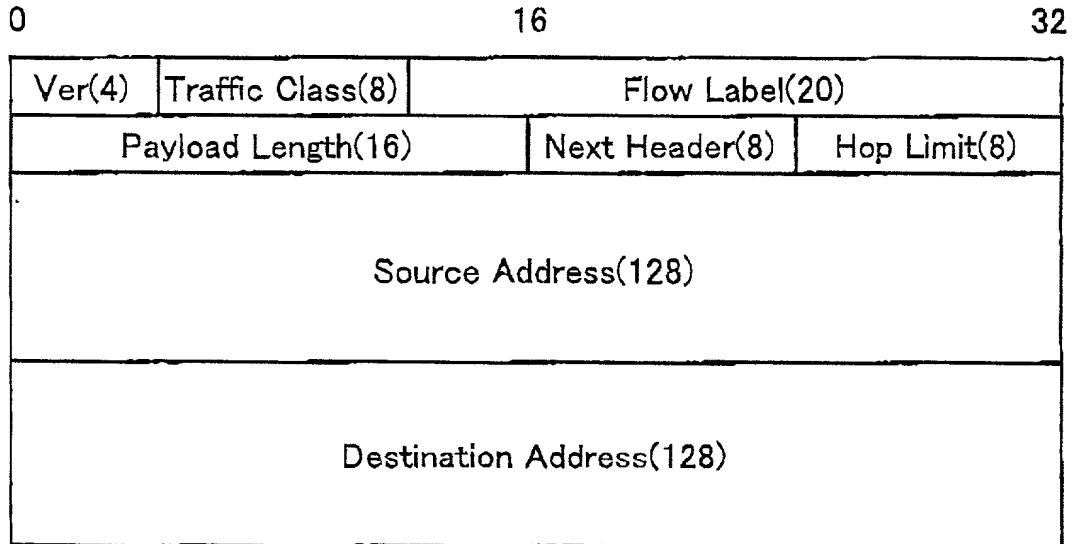 0 16 32
Ver(4) Traffic Class(8) Flow Label(20)
Payload Length(16) Next Header(8) Hop Limit(8)
Source Address(128)
Destination Address(128)